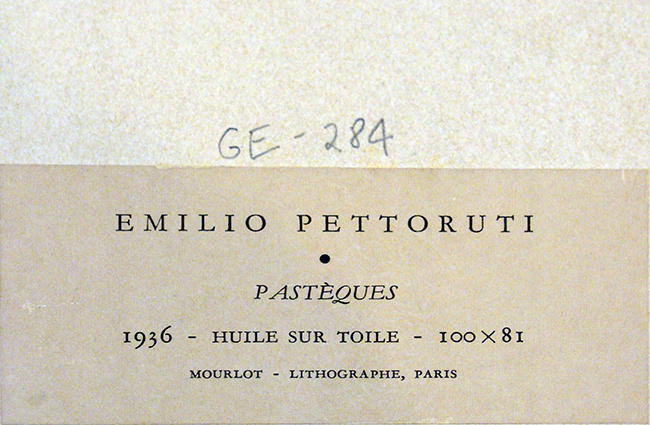 GE - 284
EMILIO PETTORUTI
•
PASTÈQUES
1936 - HUILE SUR TOILE - 100 × 81
MOURLOT - LITHOGRAPHE, PARIS